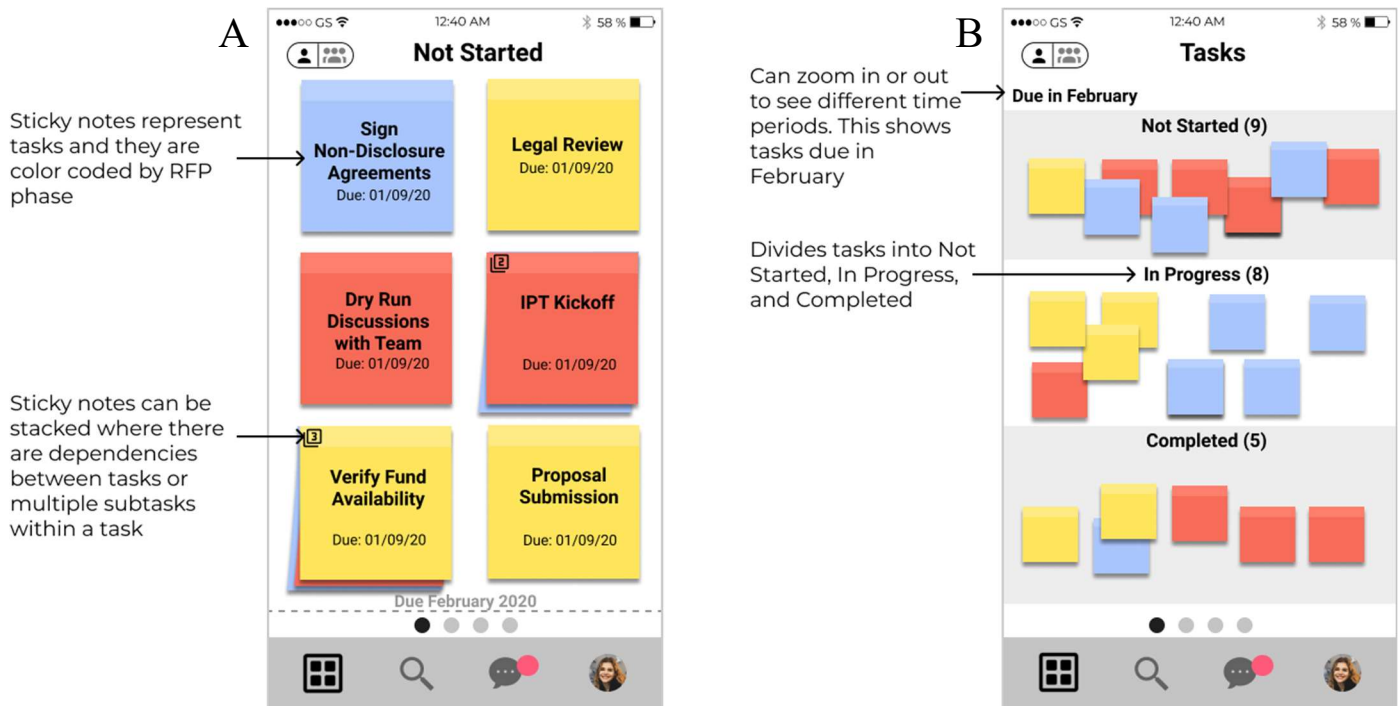 A
Sticky notes represent
tasks and they are
color coded by RFP
phase
Sticky notes can be
stacked where there
are dependencies
between tasks or
multiple subtasks
within a task
GS 12:40 AM 58 %
Not Started
Sign
Non-Disclosure
Agreements
Due: 01/09/20
Legal Review
Due: 01/09/20
Dry Run
Discussions
with Team
Due: 01/09/20
2
IPT Kickoff
Due: 01/09/20
3
Verify Fund
Availability
Due: 01/09/20
Proposal
Submission
Due: 01/09/20
Due February 2020
B
Can zoom in or out
to see different time
periods. This shows
tasks due in
February
Divides tasks into Not
Started, In Progress,
and Completed
GS 12:40 AM 58 %
Tasks
Due in February
Not Started (9)
In Progress (8)
Completed (5)